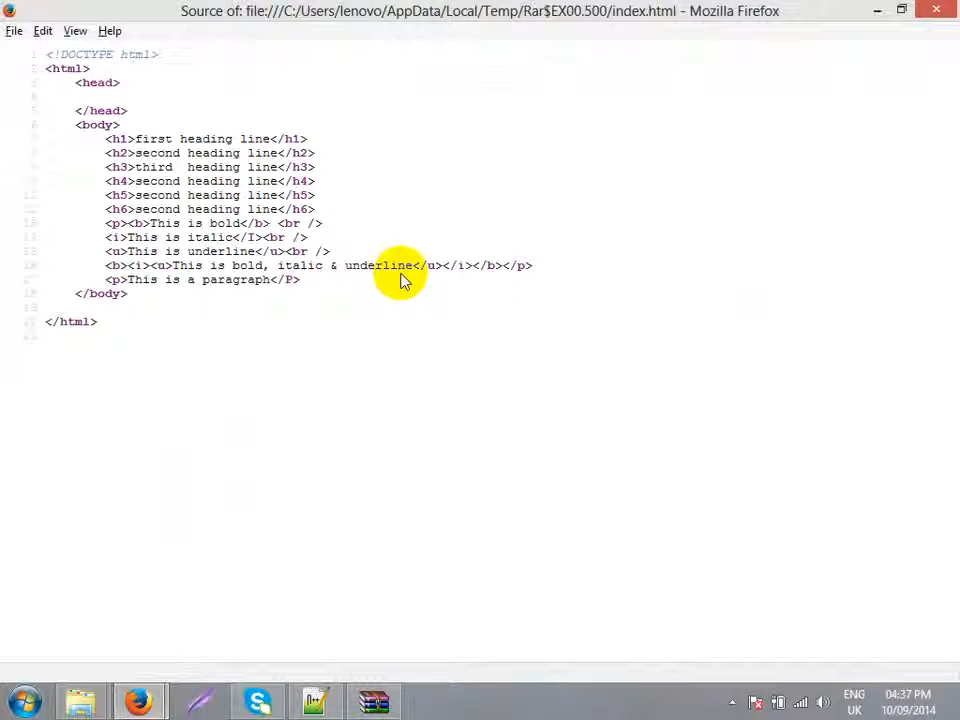 Source of: file:///C:/Users/lenovo/AppData/Local/Temp/Rar$EX00.500/index.html - Mozilla Firefox
File Edit View Help
<!DOCTYPE html>
<html>
<head>
</head>
<body>
<h1>first heading line</h1>
<h2>second heading line</h2>
<h3>third  heading line</h3>
<h4>second heading line</h4>
<h5>second heading line</h5>
<h6>second heading line</h6>
<p><b>This is bold</b> <br />
<i>This is italic</I><br />
<u>This is underline</u><br />
<b><i><u>This is bold, italic & underline</u></i></b></p>
<p>This is a paragraph</P>
</body>
</html>
ENG 04:37 PM
UK 10/09/2014